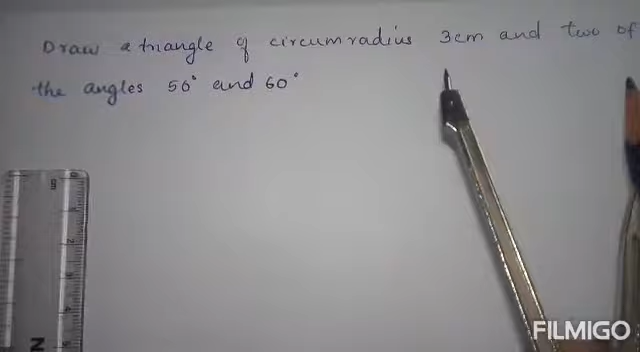 Draw a triangle of circumradius 3cm and two of
the angles 50° and 60°
FILMIGO